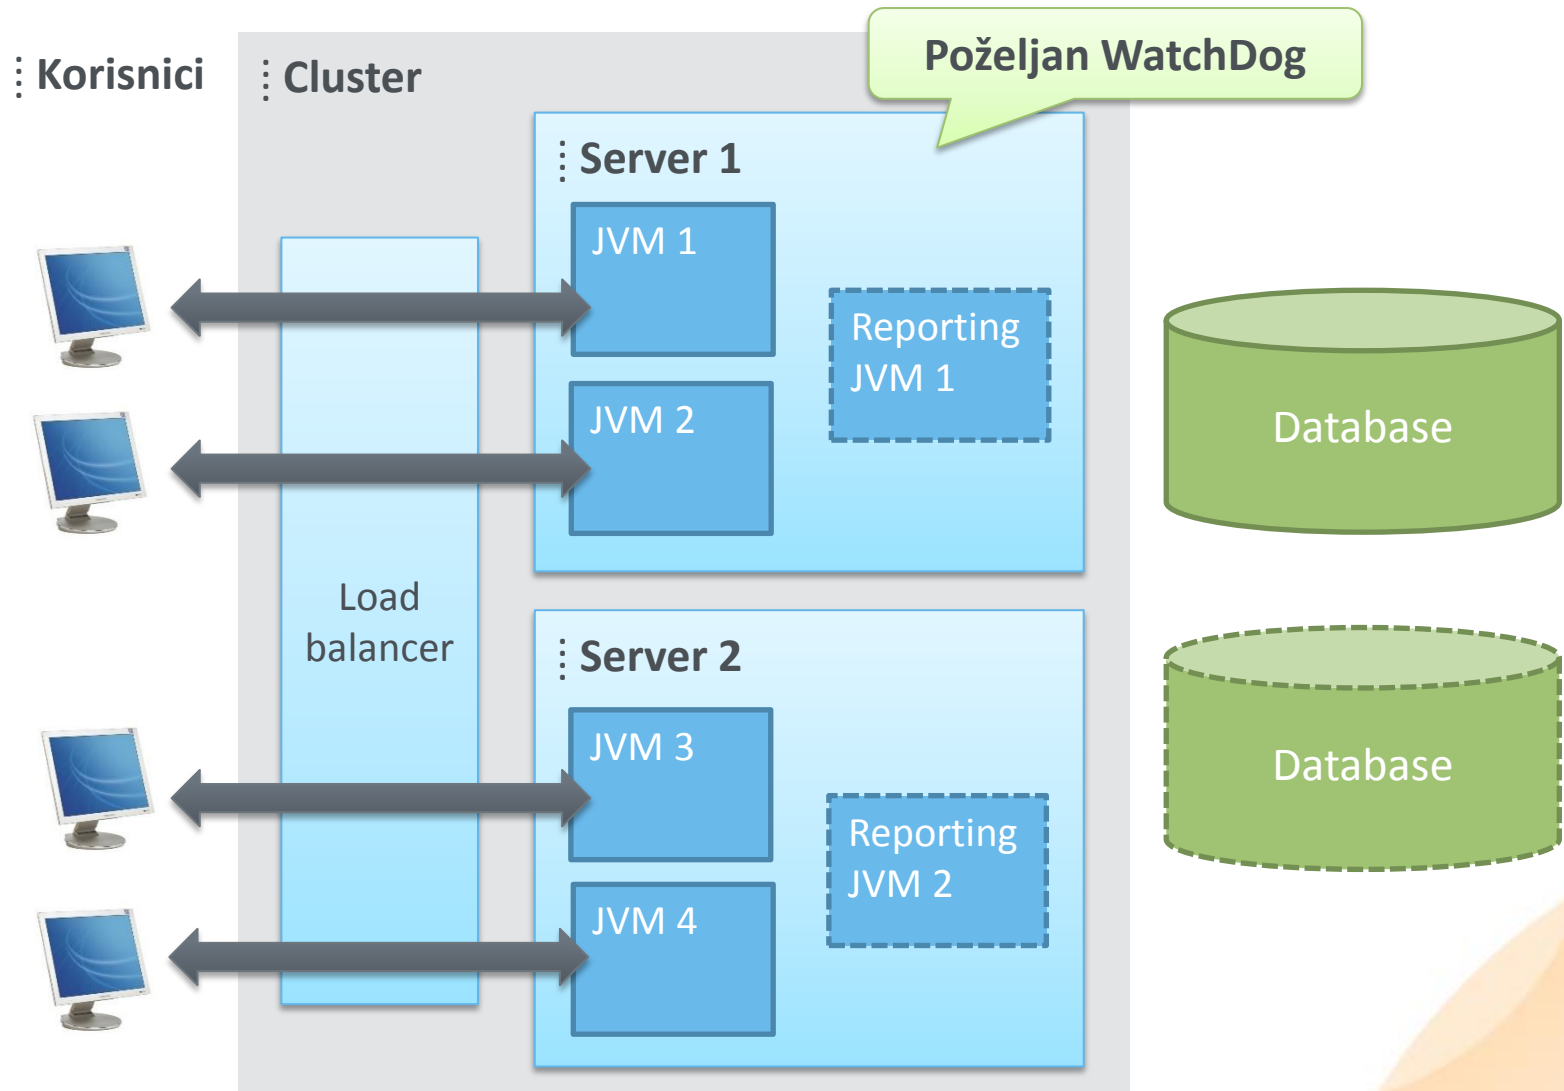 Korisnici
Cluster
Poželjan WatchDog
Server 1
JVM 1
Reporting
JVM 1
JVM 2
Database
Load
balancer
Server 2
JVM 3
Database
Reporting
JVM 2
JVM 4